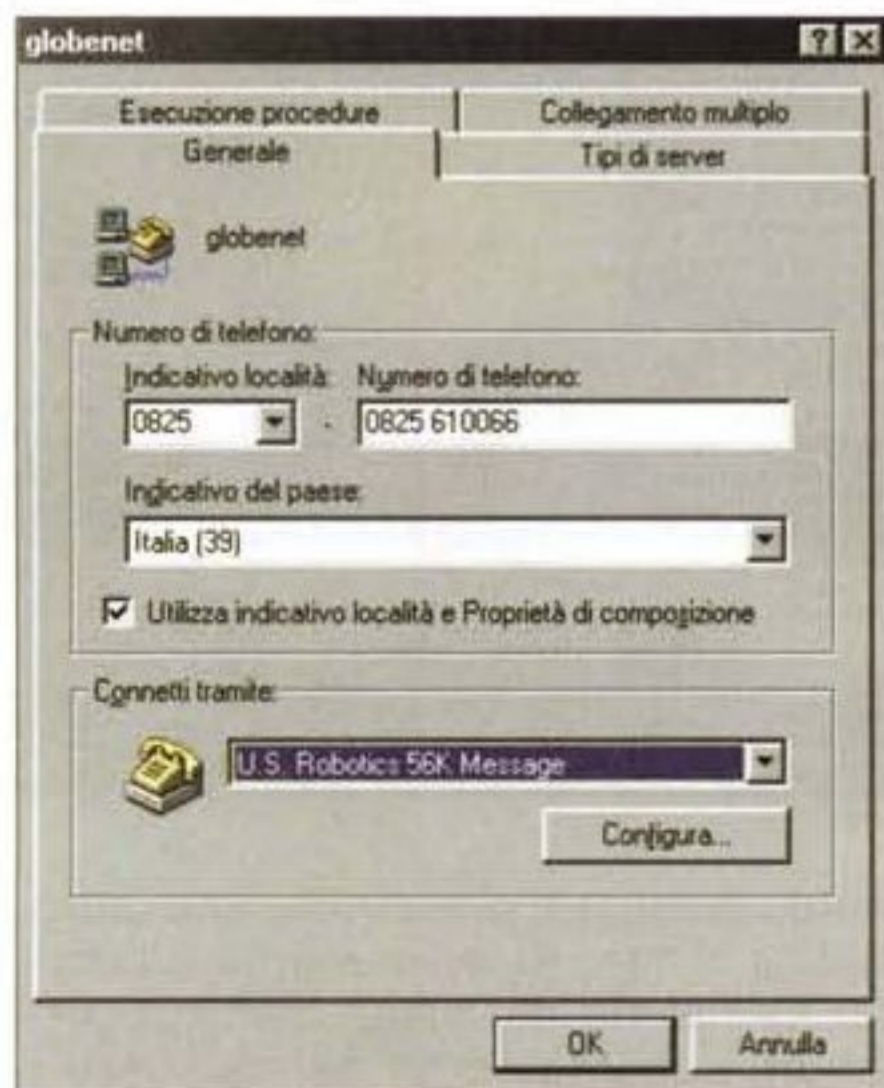 globenet
Esecuzione procedure
Collegamento multiplo
Generale
Tipi di server
globenet
Numero di telefono:
Indicativo località:
Numero di telefono:
0825
-
0825 610066
Indicativo del paese:
Italia (39)
Utilizza indicativo località e Proprietà di composizione
Connetti tramite:
U.S. Robotics 56K Message
Configura...
OK
Annulla